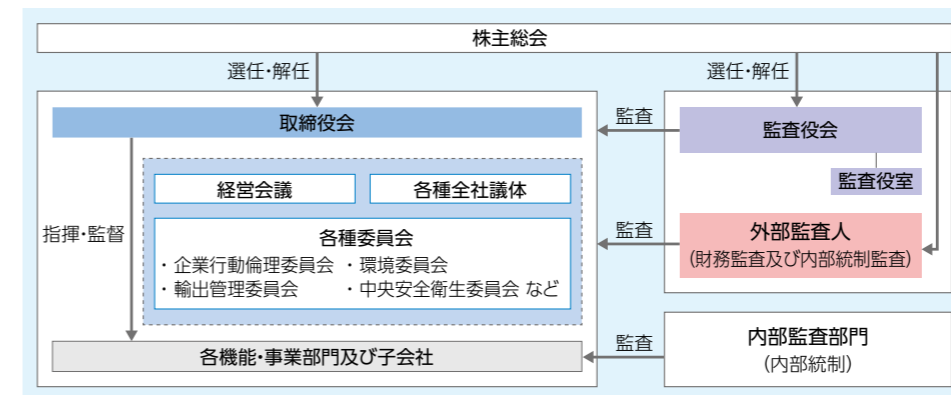 株主総会
選任・解任
選任・解任
取締役会
監査
監査役会
監査役室
経営会議
各種全社議体
指揮・監督
各種委員会
・企業行動倫理委員会 ・環境委員会
・輸出管理委員会 ・中央安全衛生委員会 など
監査
外部監査人
(財務監査及び内部統制監査)
各機能・事業部門及び子会社
監査
内部監査部門
(内部統制)